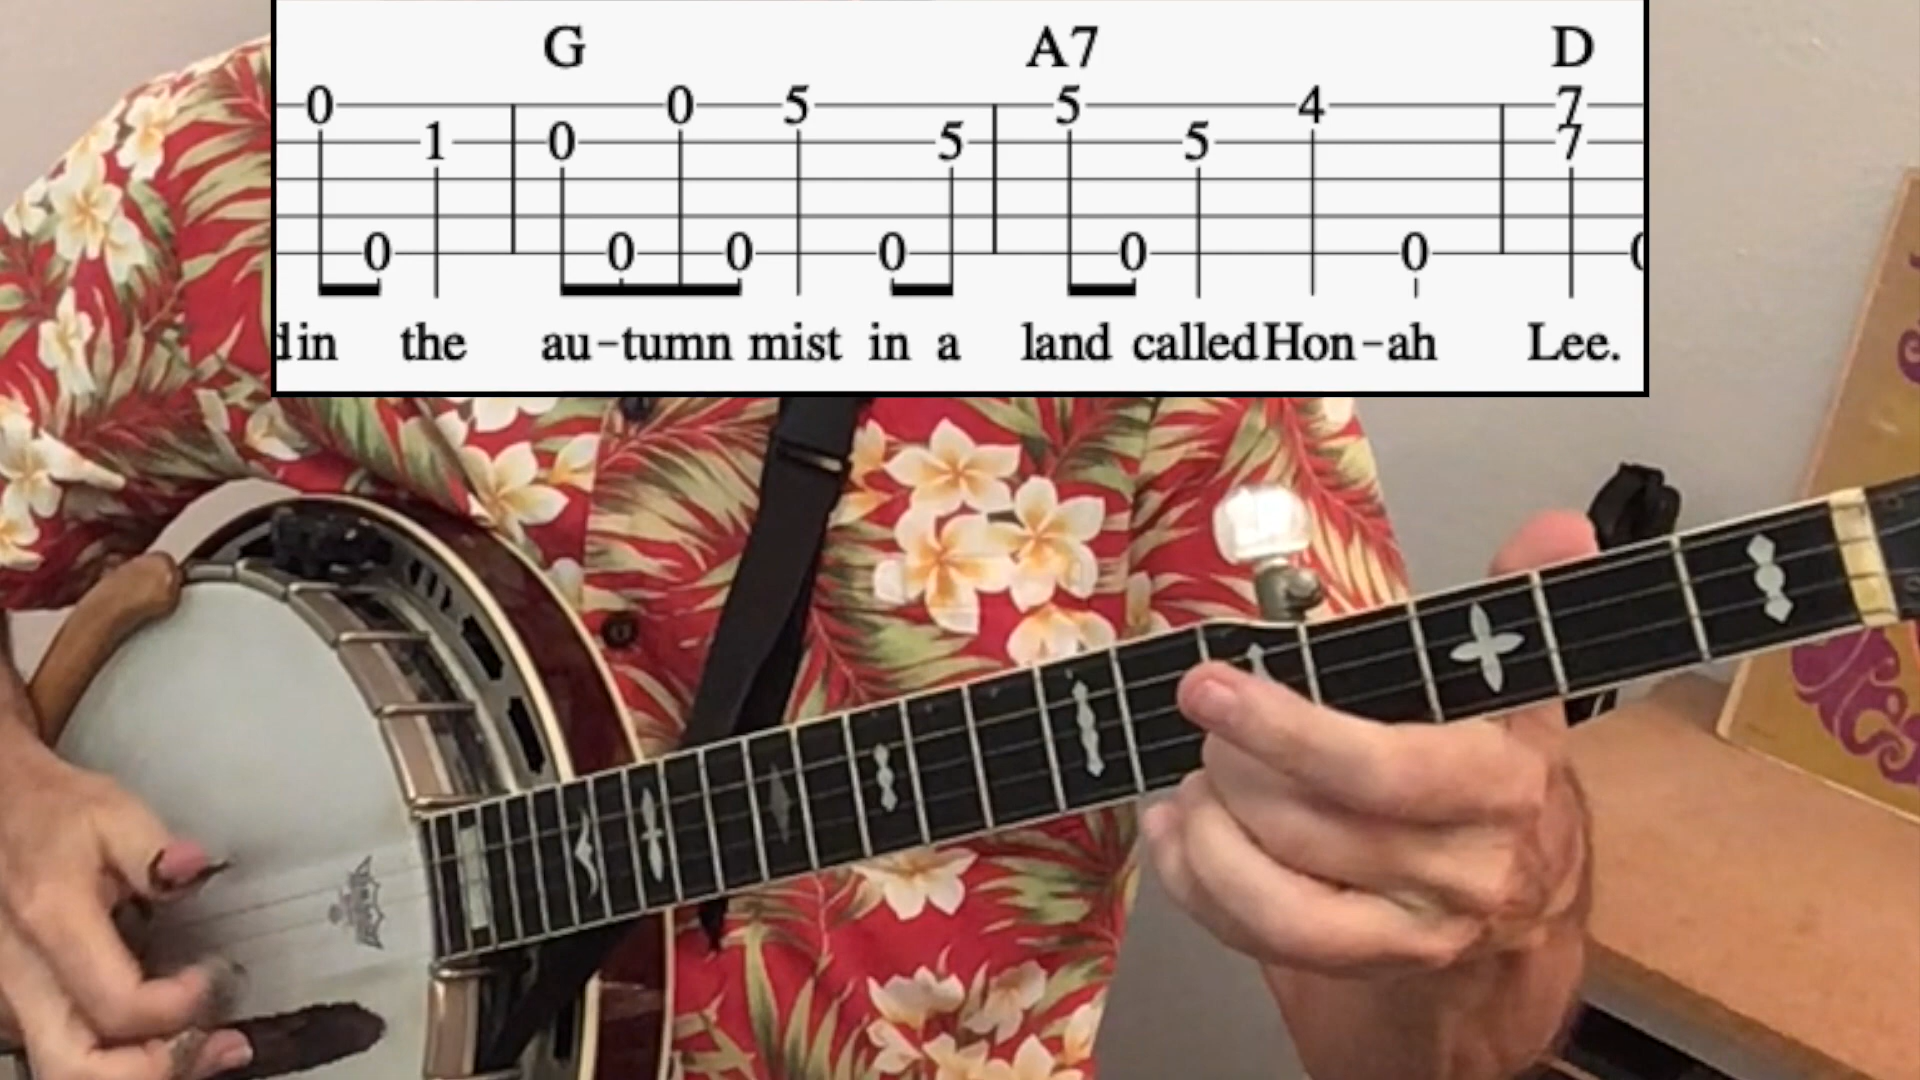 G A7 D
0 0 5 5 4 7
1 0 5 5 7
0 0 0 0 0 0
in the au-tumn mist in a land called Hon-ah Lee.